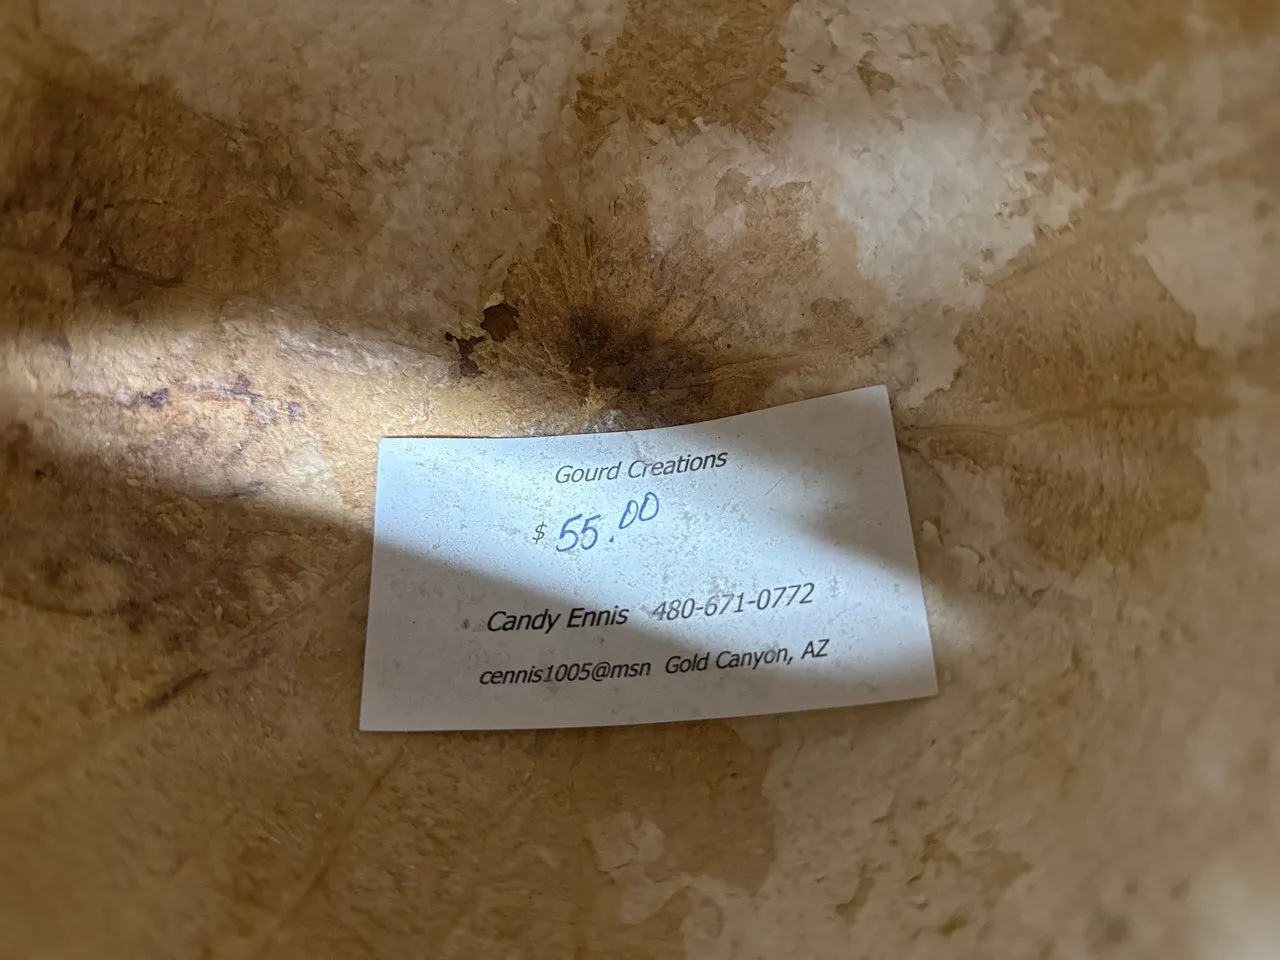 Gourd Creations
$ 55.00
Candy Ennis 480-671-0772
cennis1005@msn Gold Canyon, AZ